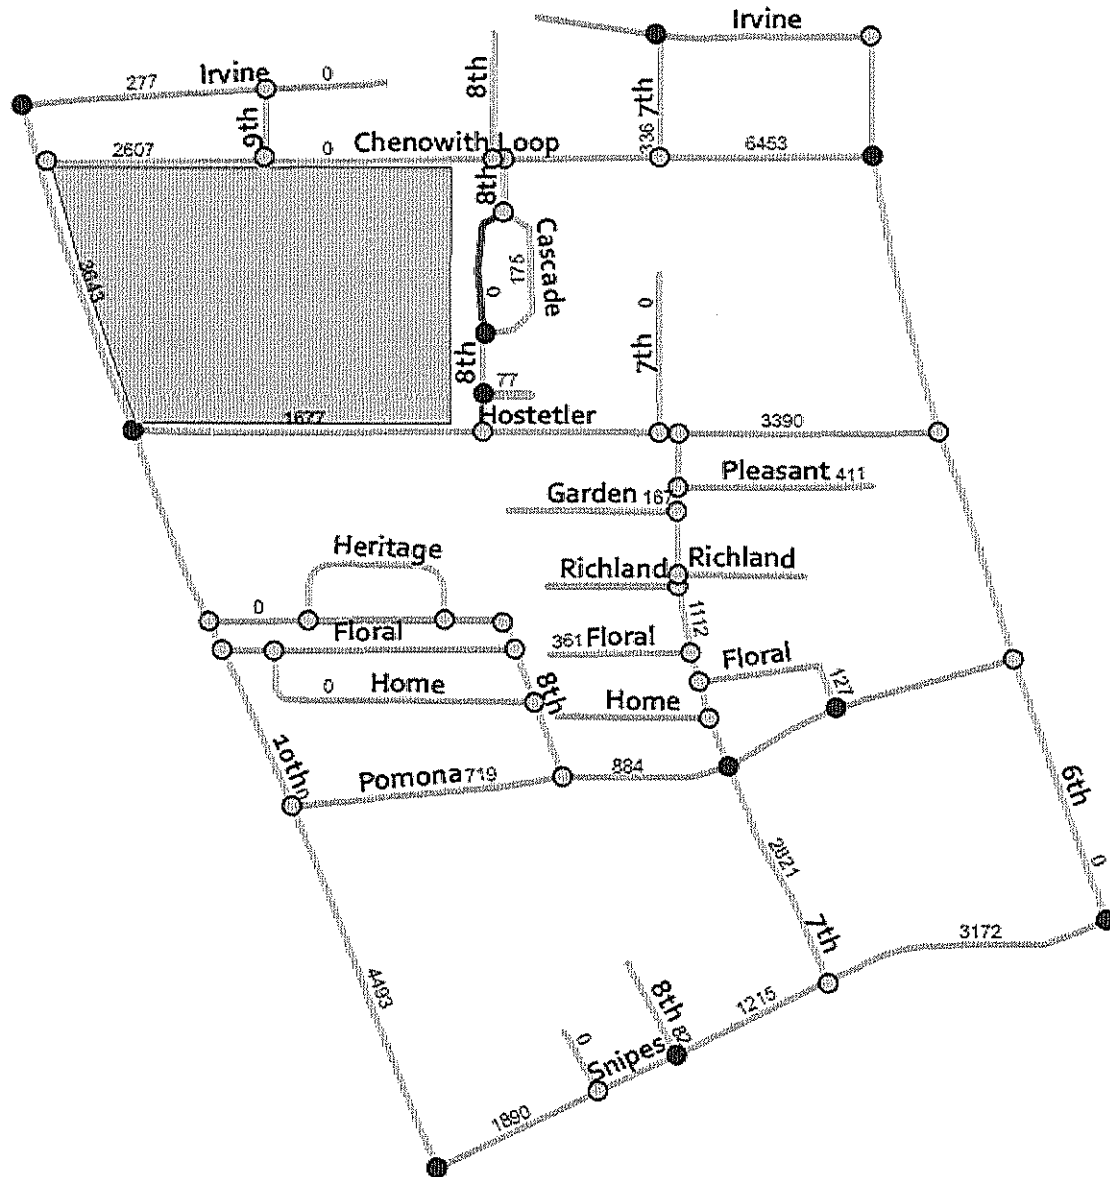 Irvine
277
Irvine
0
8th
7th
9th
336
2607
0
Chenowith Loop
6453
8th
Cascade
175
3643
0
0
7th
8th
77
1677
Hostetler
3390
Pleasant 411
Garden 167
Heritage
Richland
Richland
0
1112
Floral
361 Floral
Floral
0
Home
8th
Home
127
10th
0
Pomona 719
884
6th
2821
0
7th
3172
4493
8th 82
1215
0
Snipes
1890